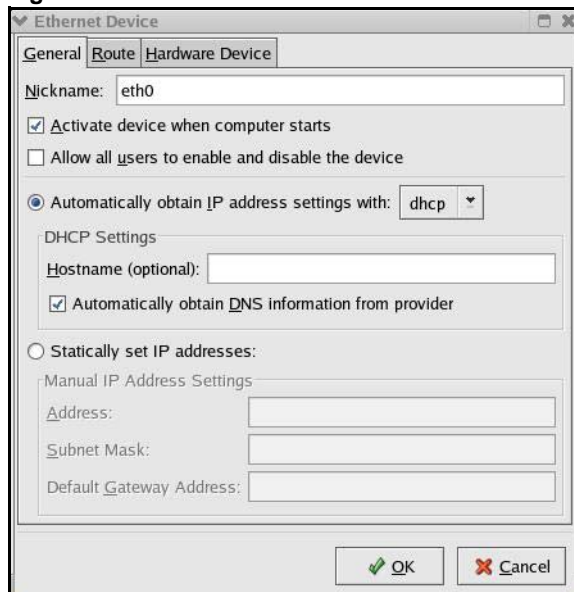 Ethernet Device
General Route Hardware Device
Nickname: eth0
Activate device when computer starts
Allow all users to enable and disable the device
Automatically obtain IP address settings with: dhcp
DHCP Settings
Hostname (optional):
Automatically obtain DNS information from provider
Statically set IP addresses:
Manual IP Address Settings
Address:
Subnet Mask:
Default Gateway Address:
OK Cancel